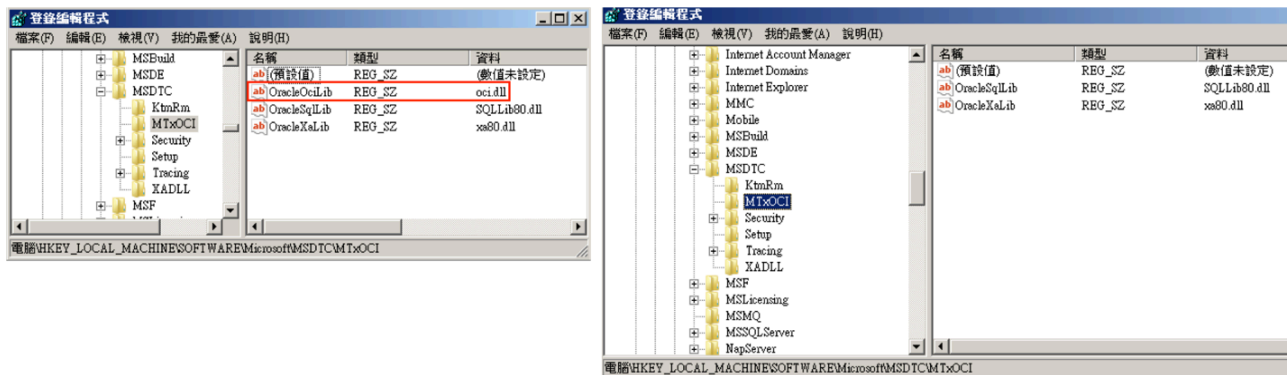 登錄編輯程式
檔案(F) 編輯(E) 檢視(V) 我的最愛(A) 說明(H)
MSBuild
MSDE
MSDTC
KtmRm
MTxOCI
Security
Setup
Tracing
XADLL
MSF
名稱 類型 資料
ab (預設值) REG_SZ (數值未設定)
ab OracleOciLib REG_SZ oci.dll
ab OracleSqlLib REG_SZ SQLLib80.dll
ab OracleXaLib REG_SZ xa80.dll
電腦\HKEY_LOCAL_MACHINE\SOFTWARE\Microsoft\MSDTC\MTxOCI
登錄編輯程式
檔案(F) 編輯(E) 檢視(V) 我的最愛(A) 說明(H)
Internet Account Manager
Internet Domains
Internet Explorer
MMC
Mobile
MSBuild
MSDE
MSDTC
KtmRm
MTxOCI
Security
Setup
Tracing
XADLL
MSF
MSLicensing
MSMQ
MSSQLServer
NapServer
名稱 類型 資料
ab (預設值) REG_SZ (數值未設定)
ab OracleSqlLib REG_SZ SQLLib80.dll
ab OracleXaLib REG_SZ xa80.dll
電腦\HKEY_LOCAL_MACHINE\SOFTWARE\Microsoft\MSDTC\MTxOCI